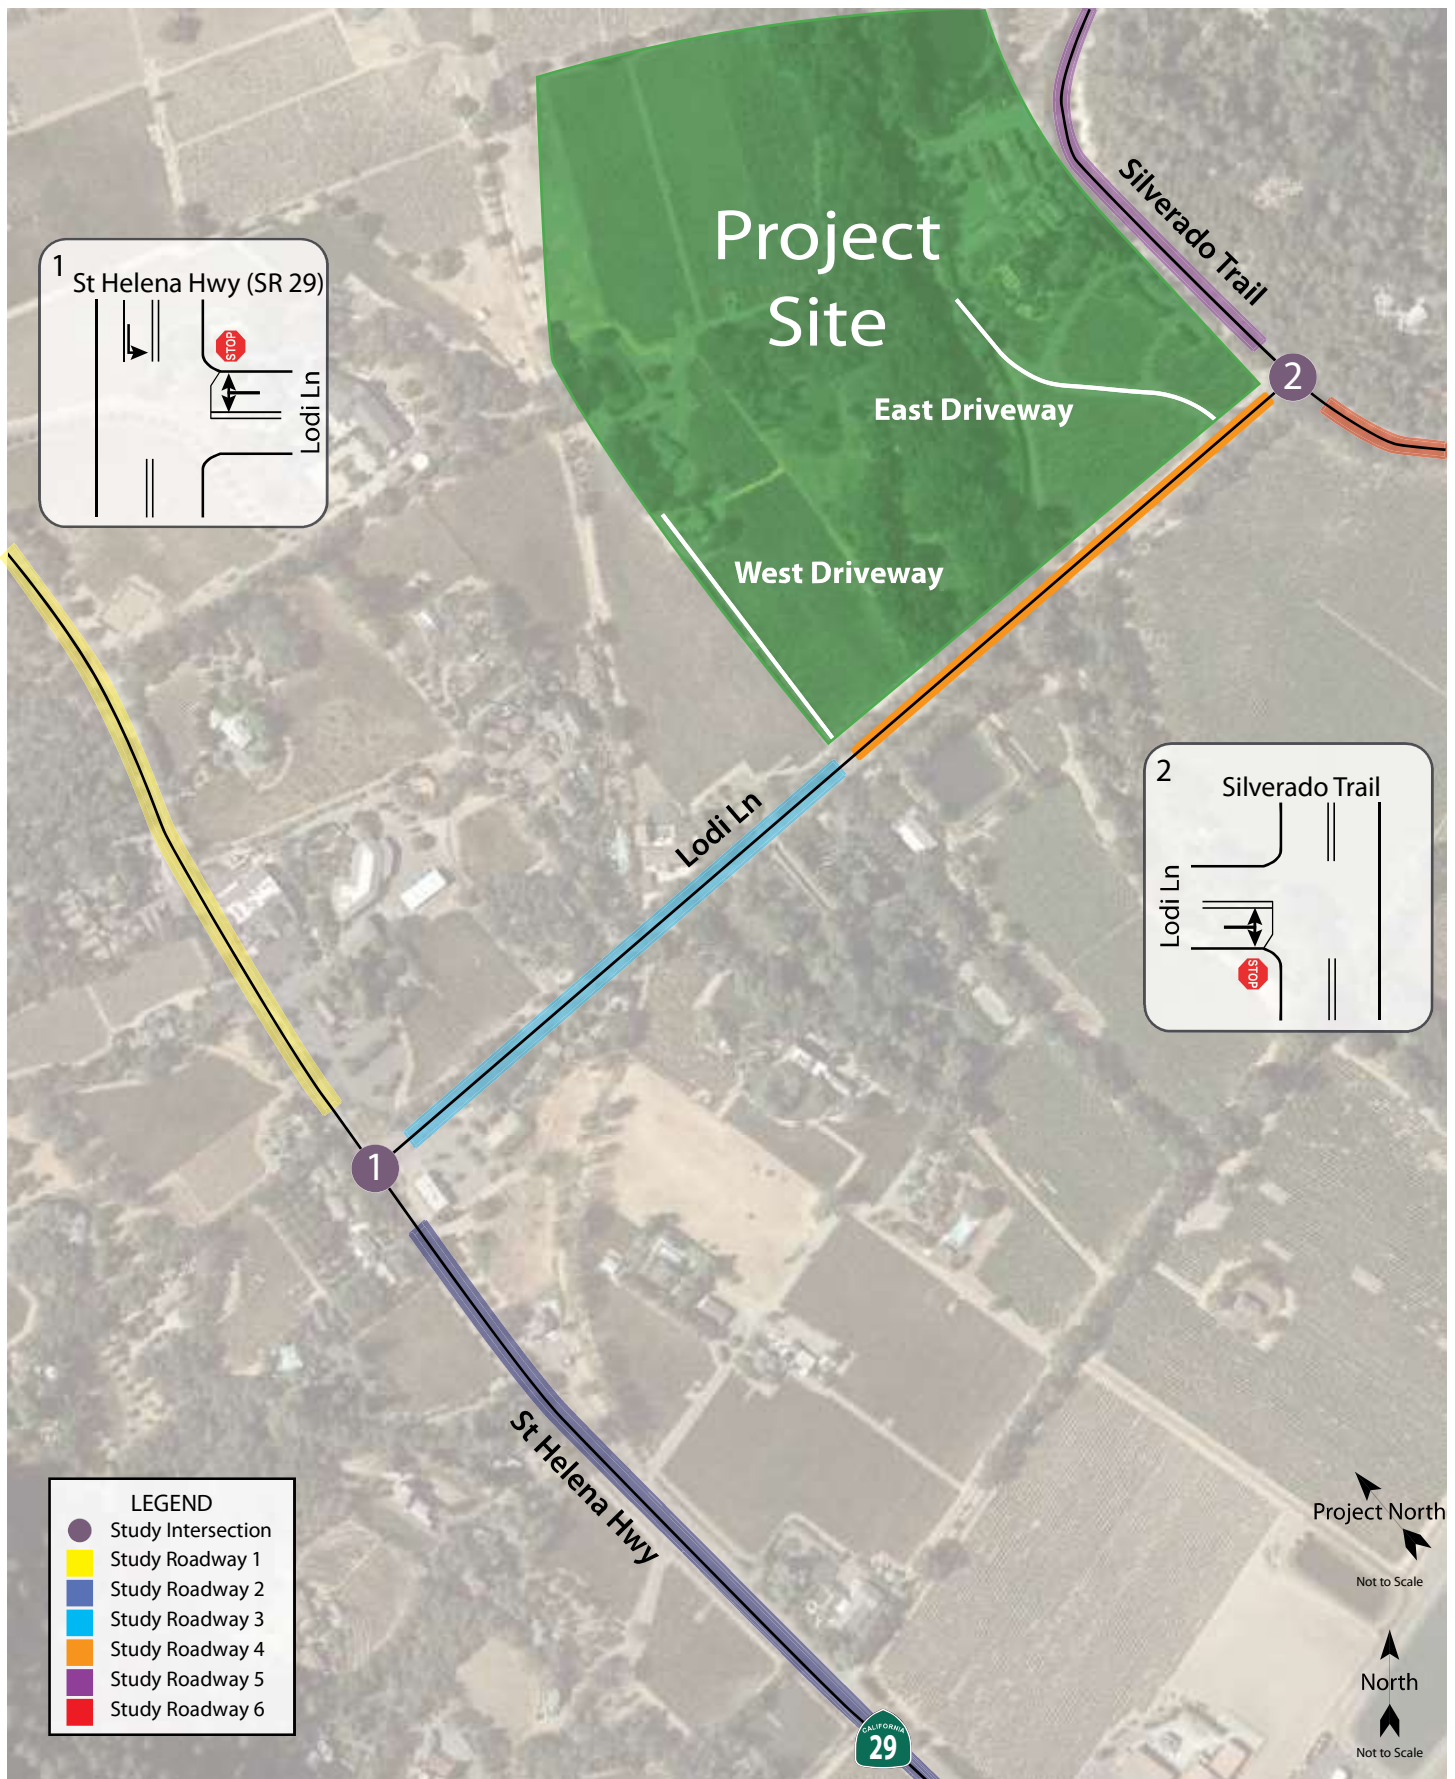 Project
Site
Silverado Trail
1
St Helena Hwy (SR 29)
STOP
Lodi Ln
2
East Driveway
West Driveway
2
Silverado Trail
Lodi Ln
STOP
Lodi Ln
1
St Helena Hwy
LEGEND
Study Intersection
Study Roadway 1
Study Roadway 2
Study Roadway 3
Study Roadway 4
Study Roadway 5
Study Roadway 6
Project North
Not to Scale
North
Not to Scale
CALIFORNIA
29